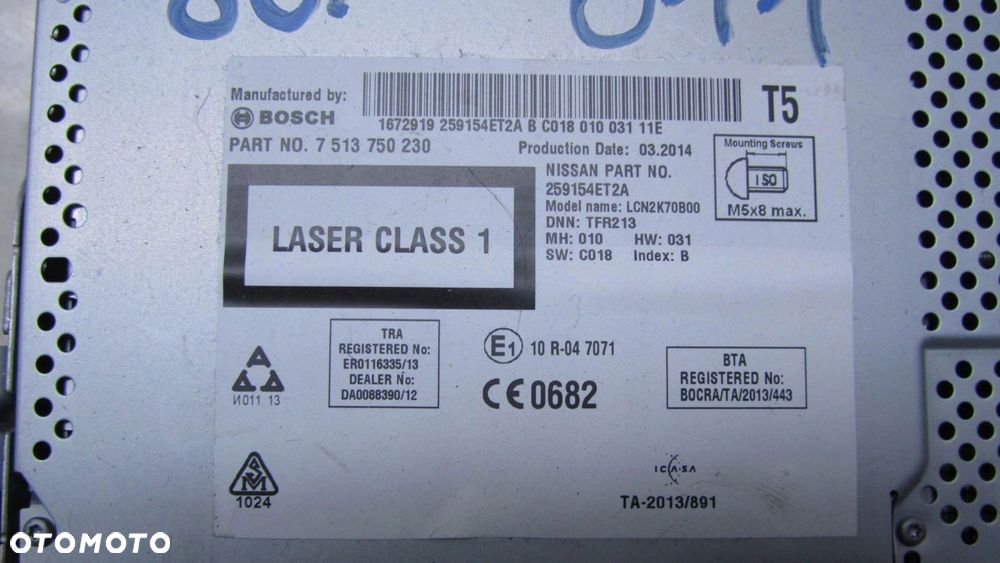 Manufactured by:
BOSCH
1672919 259154ET2A B C018 010 031 11E
T5
PART NO. 7 513 750 230
Production Date: 03.2014
Mounting Screws
ISO
M5x8 max.
NISSAN PART NO.
259154ET2A
Model name: LCN2K70B00
DNN: TFR213
MH: 010 HW: 031
SW: C018 Index: B
LASER CLASS 1
TRA
REGISTERED No:
ER0116335/13
DEALER No:
DA0088390/12
И011 13
E1 10 R-04 7071
CE0682
BTA
REGISTERED No:
BOCRA/TA/2013/443
1024
ICASA
TA-2013/891
OTOMOTO